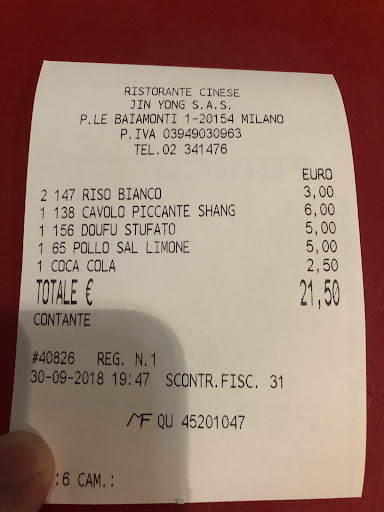 RISTORANTE CINESE
JIN YONG S.A.S.
P.LE BAIAMONTI 1-20154 MILANO
P.IVA 03949030963
TEL.02 341476
EURO
2 147 RISO BIANCO 3,00
1 138 CAVOLO PICCANTE SHANG 6,00
1 156 DOUFU STUFATO 5,00
1 65 POLLO SAL LIMONE 5,00
1 COCA COLA 2,50
TOTALE € 21,50
CONTANTE
#40826 REG. N.1
30-09-2018 19:47 SCONTR.FISC. 31
MF QU 45201047
:6 CAM.: